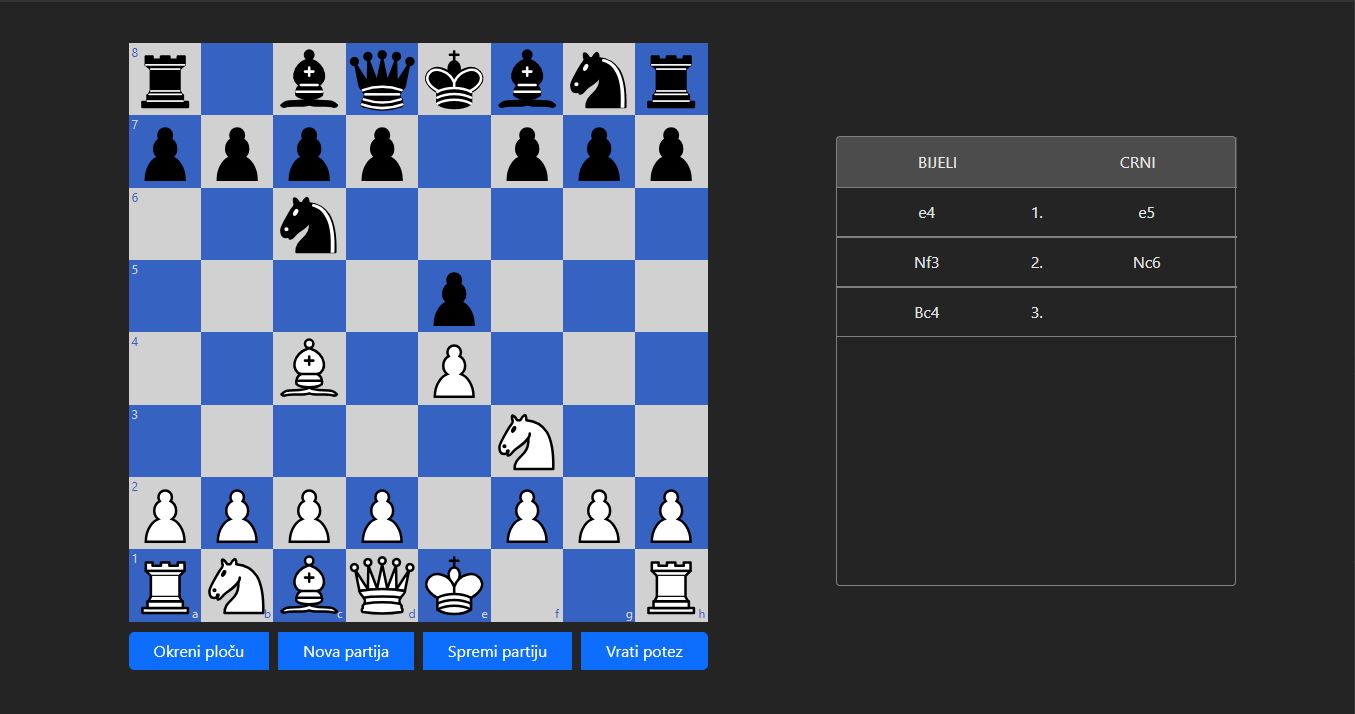 8
7
6
5
4
3
2
1
a b c d e f g h
Okreni ploču Nova partija Spremi partiju Vrati potez
BIJELI CRNI
e4 1. e5
Nf3 2. Nc6
Bc4 3.